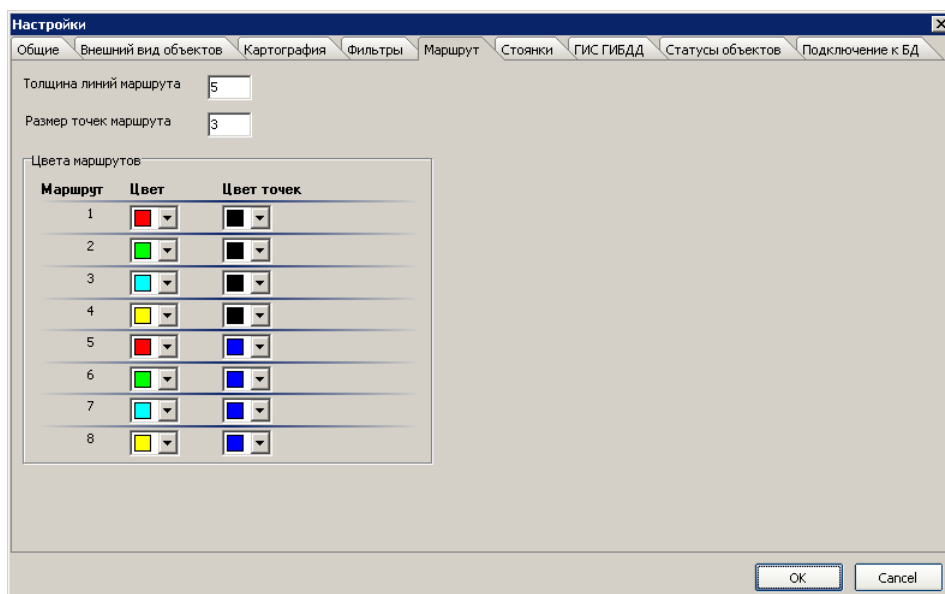 Настройки
Общие Внешний вид объектов Картография Фильтры Маршрут Стоянки ГИС ГИБДД Статусы объектов Подключение к БД
Толщина линий маршрута 5
Размер точек маршрута 3
Цвета маршрутов
Маршрут Цвет Цвет точек
1
2
3
4
5
6
7
8
OK Cancel